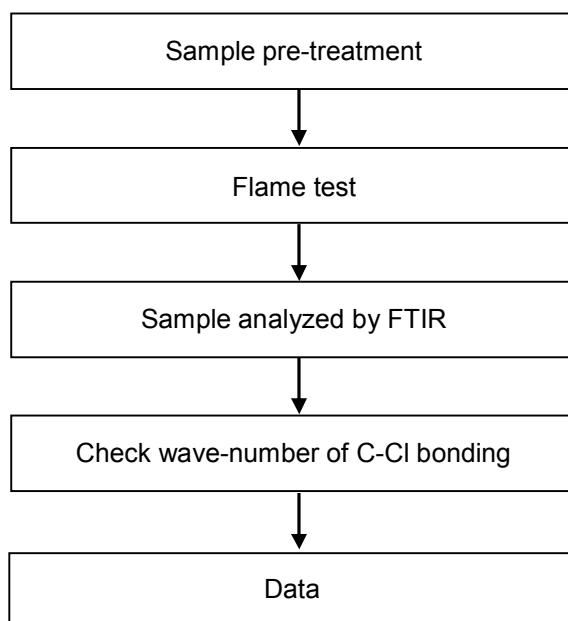 Sample pre-treatment
Flame test
Sample analyzed by FTIR
Check wave-number of C-Cl bonding
Data